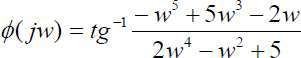 ϕ(jw) = tg⁻¹ (−w⁵ + 5w³ − 2w) / (2w⁴ − w² + 5)